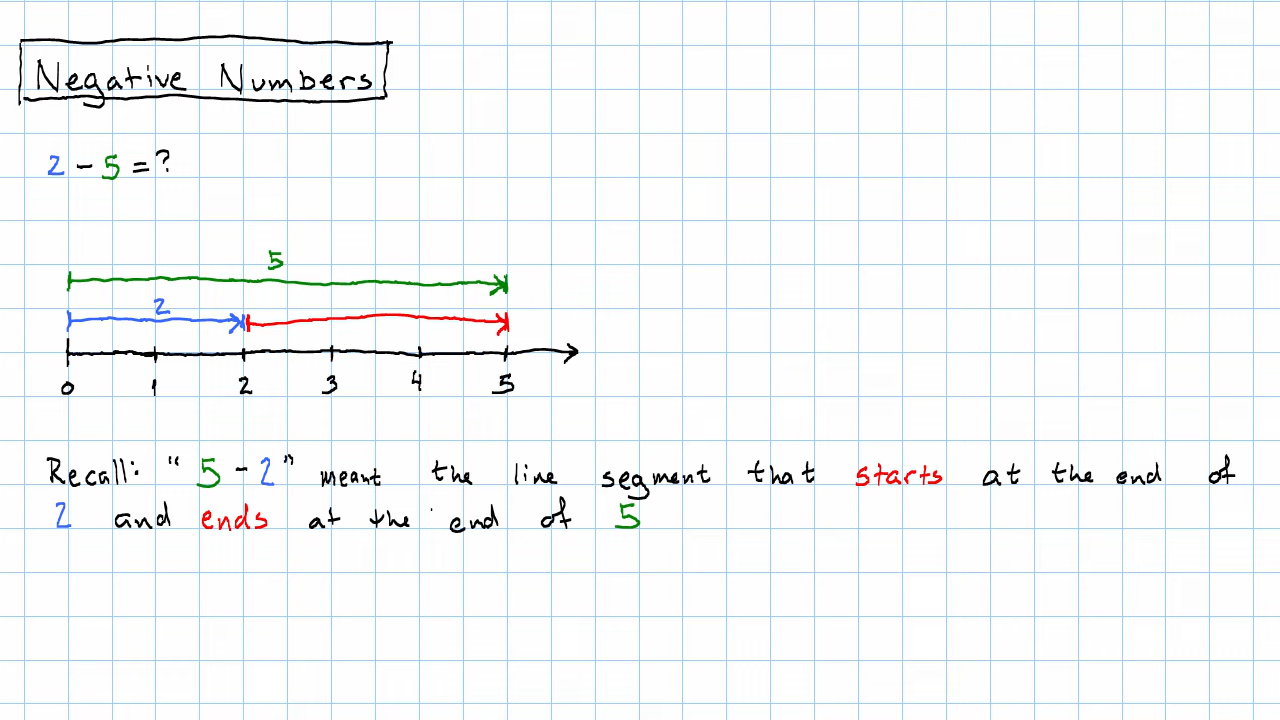 Negative Numbers
2 - 5 = ?
5
2
0 1 2 3 4 5
Recall: "5 - 2" meant the line segment that starts at the end of
2 and ends at the end of 5